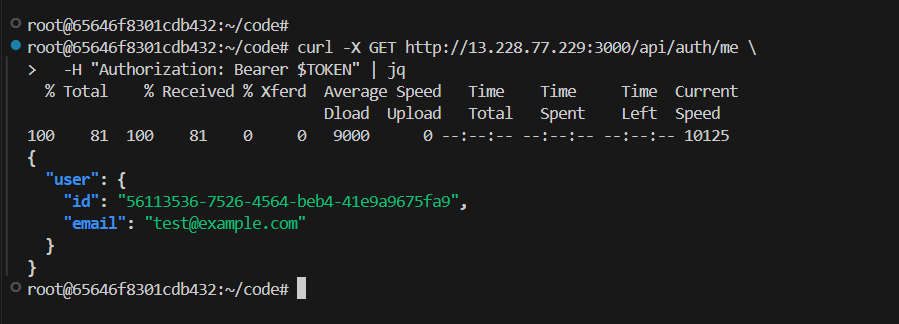 root@65646f8301cdb432:~/code#
root@65646f8301cdb432:~/code# curl -X GET http://13.228.77.229:3000/api/auth/me \
>   -H "Authorization: Bearer $TOKEN" | jq
  % Total    % Received % Xferd  Average Speed   Time    Time     Time  Current
                                 Dload  Upload   Total   Spent    Left  Speed
100    81  100    81    0     0   9000      0 --:--:-- --:--:-- --:--:-- 10125
{
  "user": {
    "id": "56113536-7526-4564-beb4-41e9a9675fa9",
    "email": "test@example.com"
  }
}
root@65646f8301cdb432:~/code#